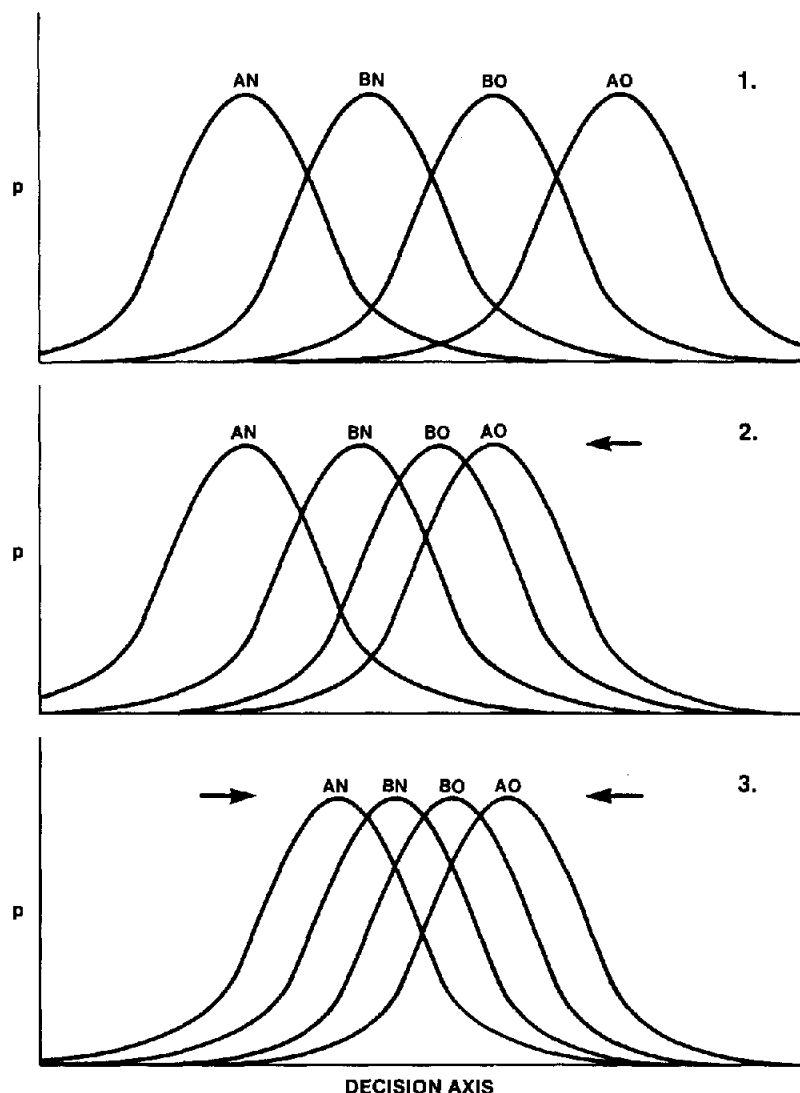 AN BN BO AO 1.
p
AN BN BO AO 2.
p
AN BN BO AO 3.
p
DECISION AXIS